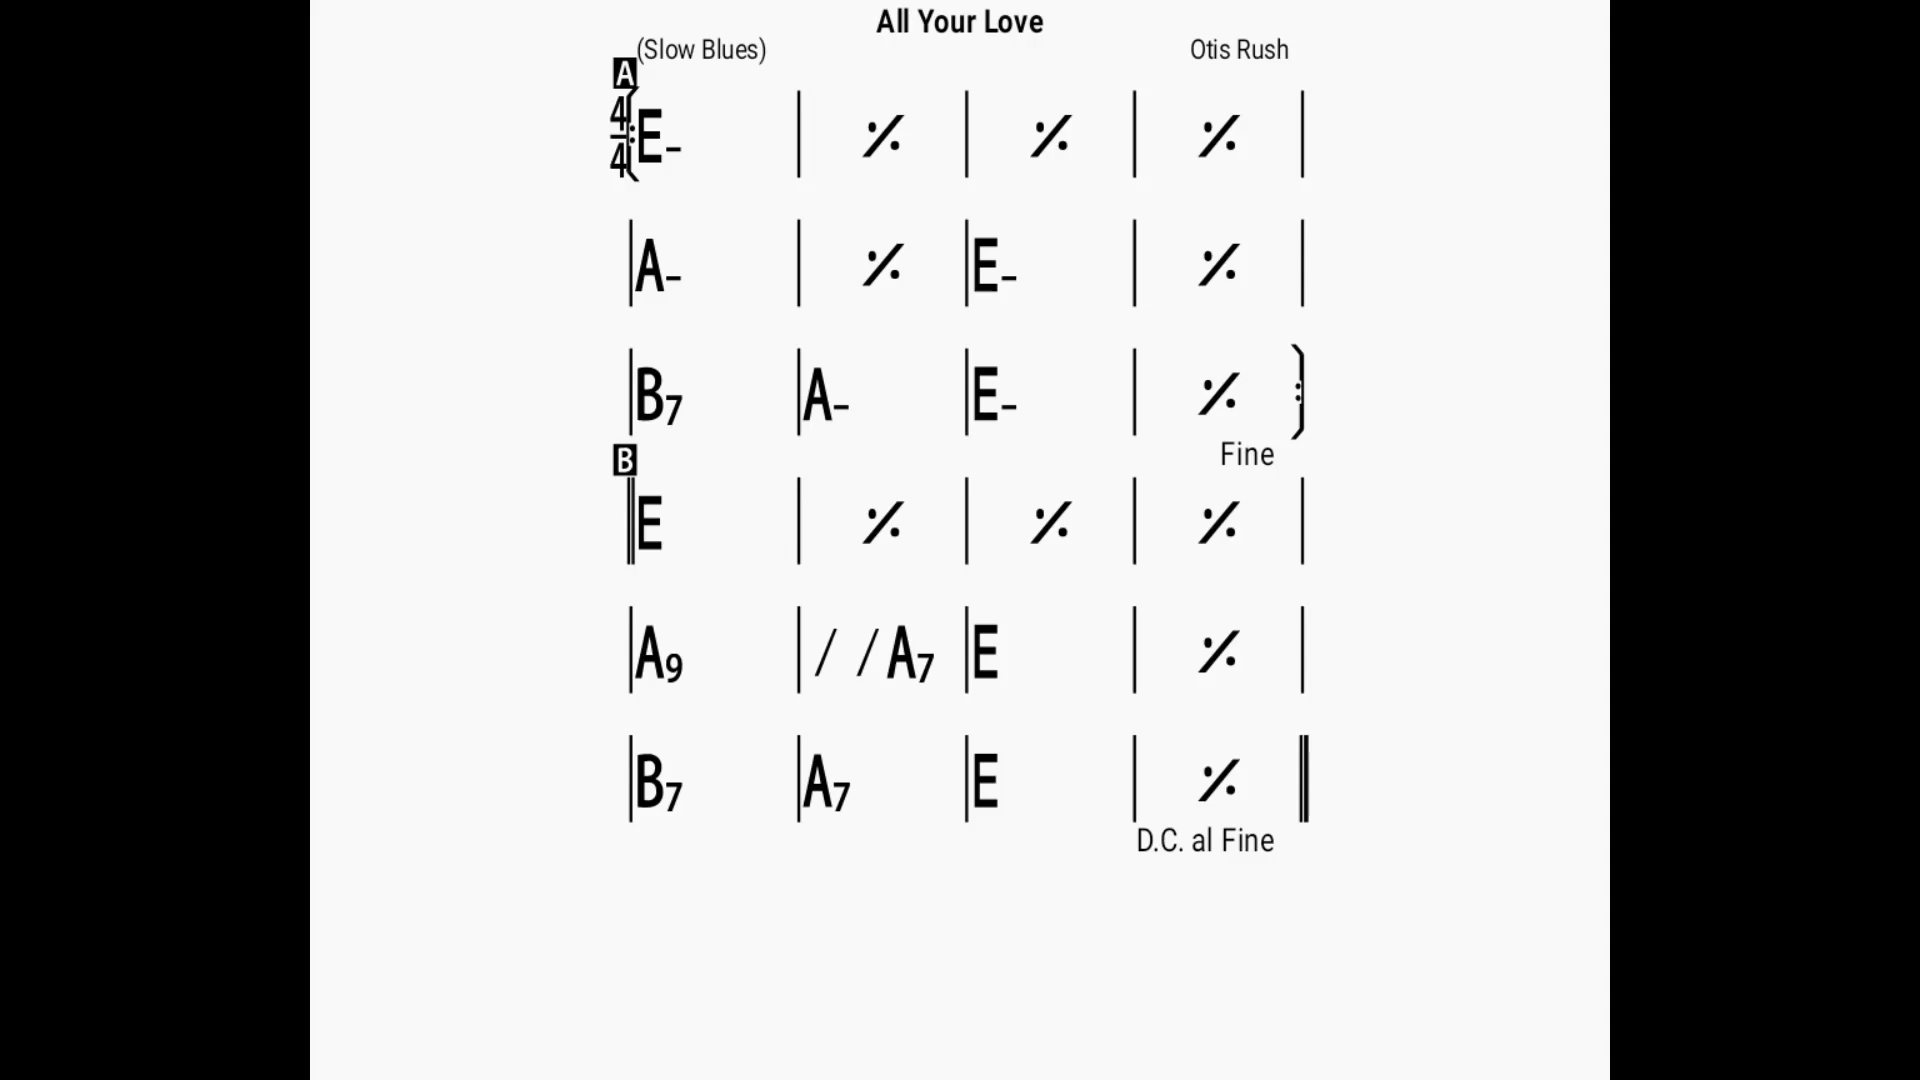 All Your Love
(Slow Blues) Otis Rush
A
4/4 E- | 𝄎 | 𝄎 | 𝄎 |
| A- | 𝄎 | E- | 𝄎 |
| B7 | A- | E- | 𝄎
Fine
B
E | 𝄎 | 𝄎 | 𝄎 |
| A9 | / / A7 | E | 𝄎 |
| B7 | A7 | E | 𝄎
D.C. al Fine